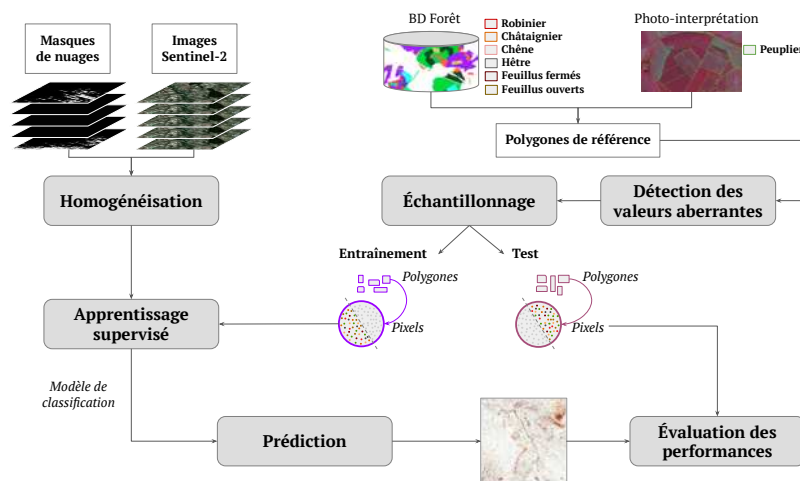 Masques
de nuages
Images
Sentinel-2
BD Forêt
Robinier
Châtaignier
Chêne
Hêtre
Feuillus fermés
Feuillus ouverts
Photo-interprétation
Peuplier
Polygones de référence
Homogénéisation
Échantillonnage
Détection des
valeurs aberrantes
Entraînement
Test
Polygones
Pixels
Polygones
Pixels
Apprentissage
supervisé
Modèle de
classification
Prédiction
Évaluation des
performances